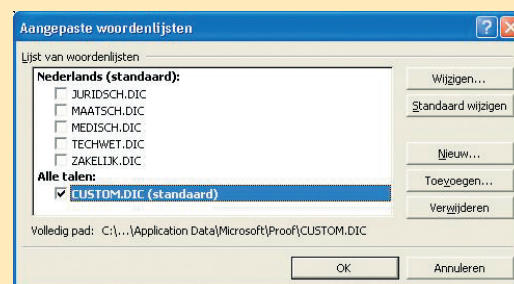 Aangepaste woordenlijsten
Lijst van woordenlijsten
Nederlands (standaard):
JURIDSCH.DIC
MAATSCH.DIC
MEDISCH.DIC
TECHWET.DIC
ZAKELIJK.DIC
Alle talen:
CUSTOM.DIC (standaard)
Volledig pad: C:\...\Application Data\Microsoft\Proof\CUSTOM.DIC
Wijzigen...
Standaard wijzigen
Nieuw...
Toevoegen...
Verwijderen
OK
Annuleren